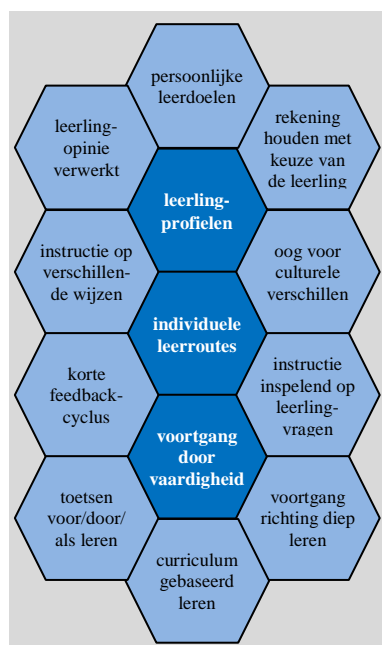 persoonlijke
leerdoelen
leerling-
opinie
verwerkt
rekening
houden met
keuze van
de leerling
leerling-
profielen
instructie op
verschillen-
de wijzen
oog voor
culturele
verschillen
individuele
leerroutes
korte
feedback-
cyclus
instructie
inspelend op
leerling-
vragen
voortgang
door
vaardigheid
toetsen
voor/door/
als leren
voortgang
richting diep
leren
curriculum
gebaseerd
leren